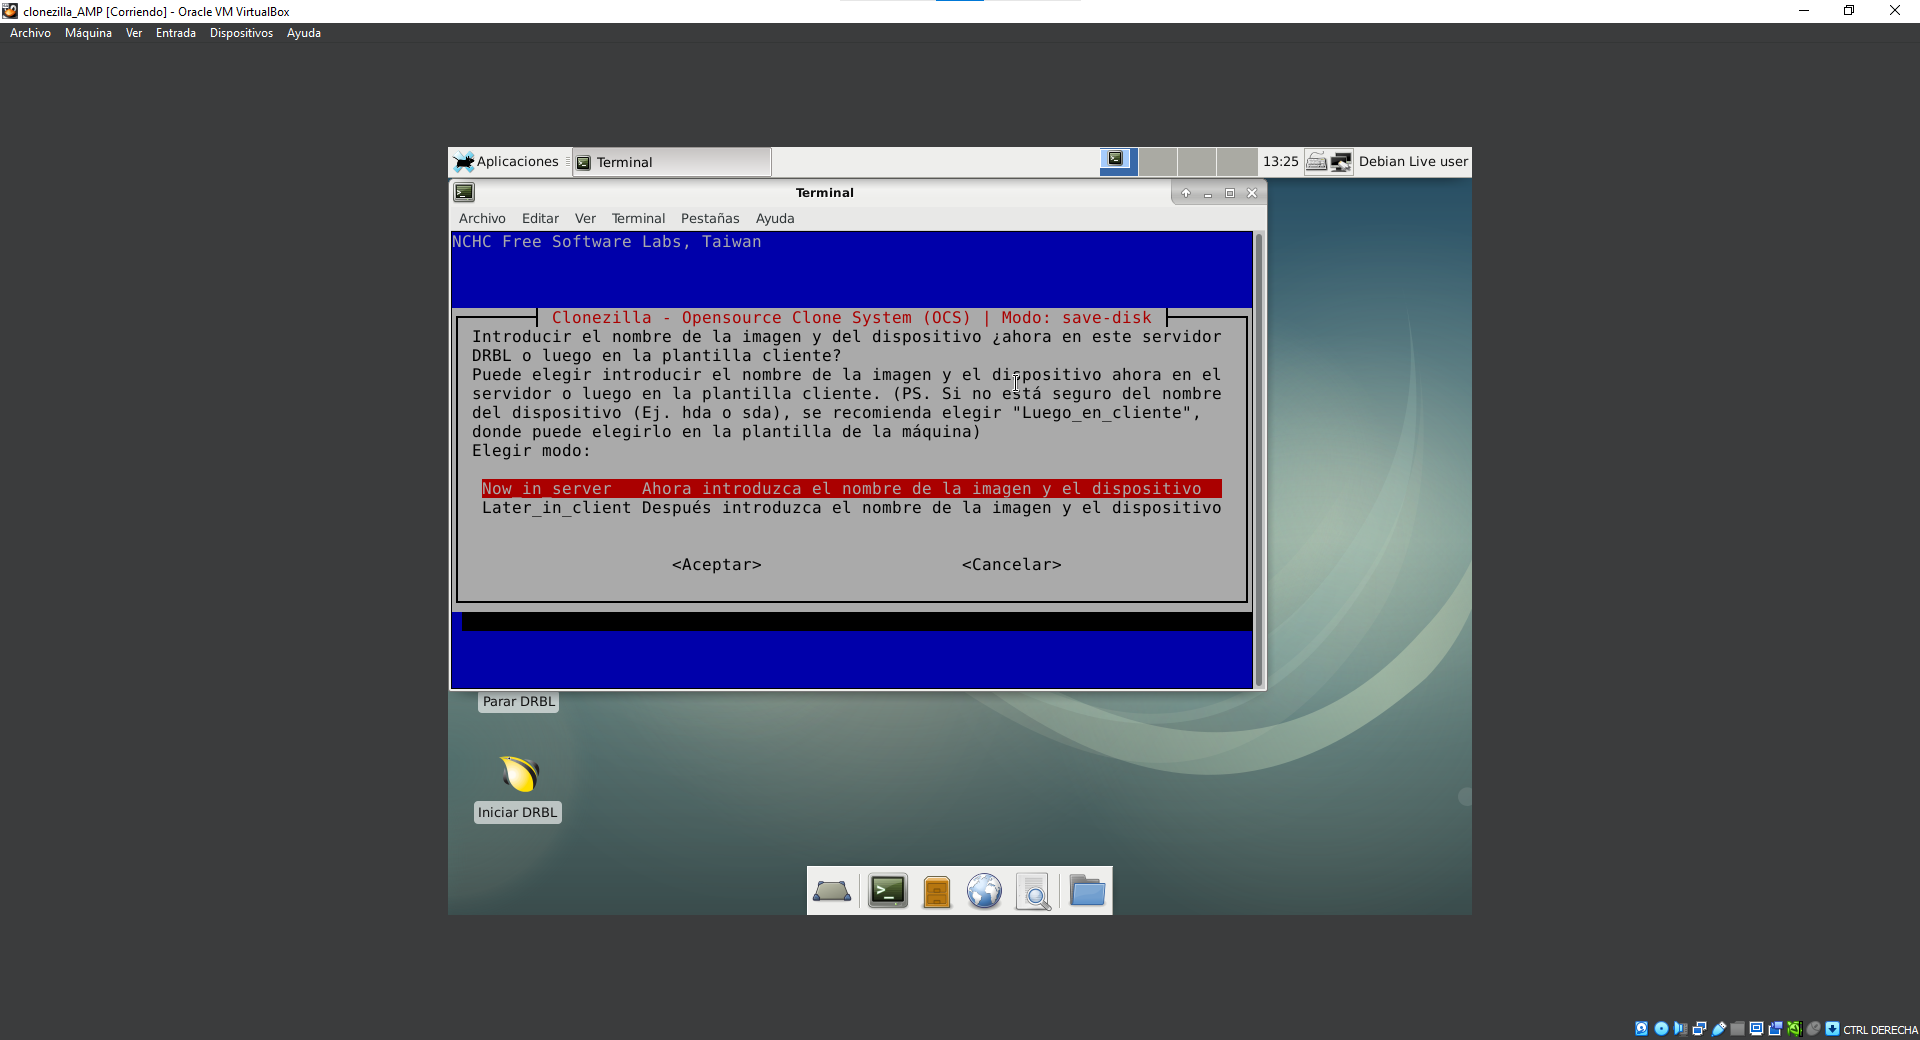 clonezilla_AMP [Corriendo] - Oracle VM VirtualBox
Archivo Máquina Ver Entrada Dispositivos Ayuda
Aplicaciones Terminal 13:25 Debian Live user
Terminal
Archivo Editar Ver Terminal Pestañas Ayuda
NCHC Free Software Labs, Taiwan
Clonezilla - Opensource Clone System (OCS) | Modo: save-disk
Introducir el nombre de la imagen y del dispositivo ¿ahora en este servidor
DRBL o luego en la plantilla cliente?
Puede elegir introducir el nombre de la imagen y el dispositivo ahora en el
servidor o luego en la plantilla cliente. (PS. Si no está seguro del nombre
del dispositivo (Ej. hda o sda), se recomienda elegir "Luego_en_cliente",
donde puede elegirlo en la plantilla de la máquina)
Elegir modo:
Now_in_server Ahora introduzca el nombre de la imagen y el dispositivo
Later_in_client Después introduzca el nombre de la imagen y el dispositivo
<Aceptar> <Cancelar>
Parar DRBL
Iniciar DRBL
CTRL DERECHA